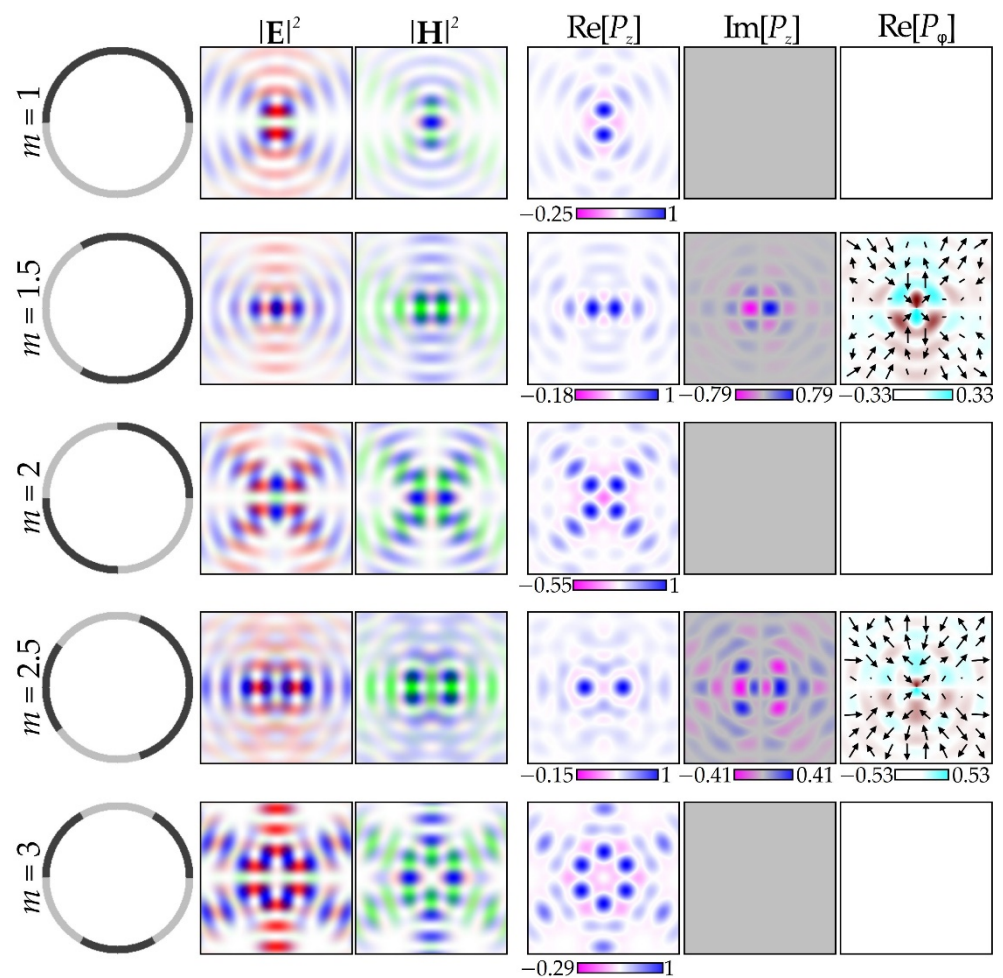 |E|² |H|² Re[P_z] Im[P_z] Re[P_φ]
m = 1
−0.25 1
m = 1.5
−0.18 1 −0.79 0.79 −0.33 0.33
m = 2
−0.55 1
m = 2.5
−0.15 1 −0.41 0.41 −0.53 0.53
m = 3
−0.29 1